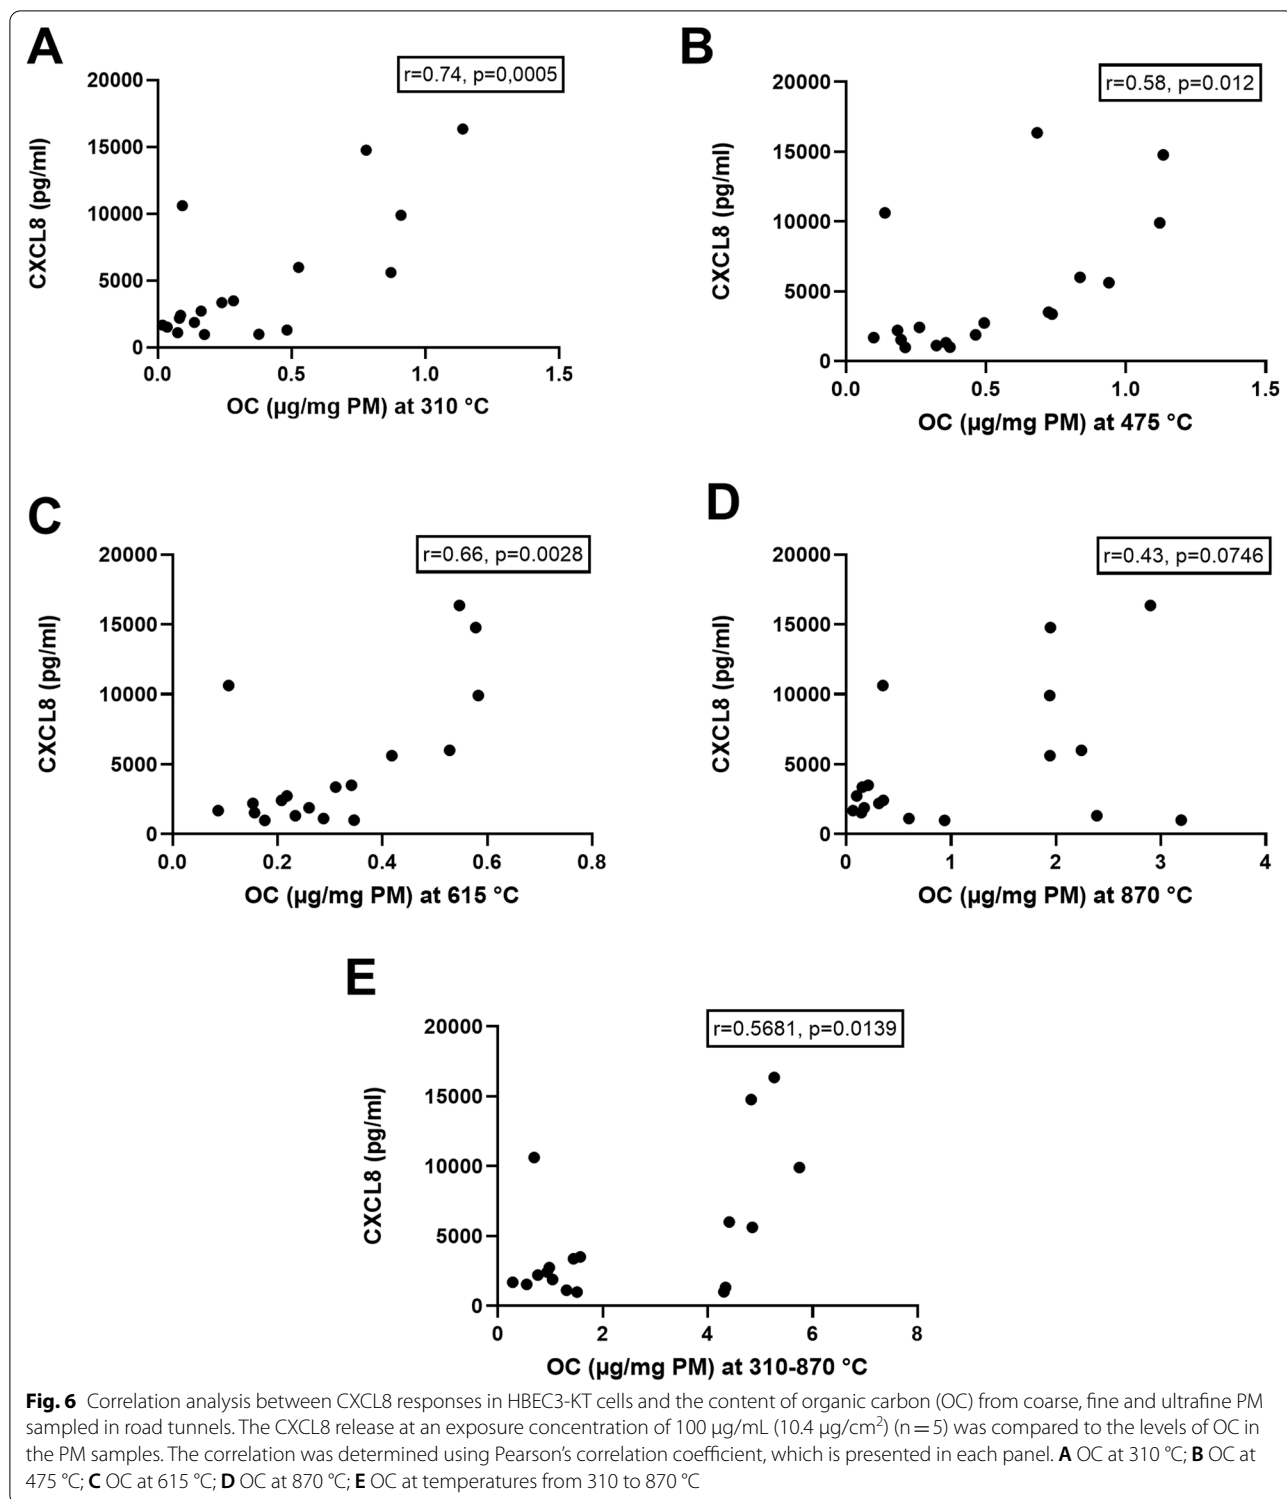 A
r=0.74, p=0,0005
20000
15000
10000
5000
0
CXCL8 (pg/ml)
0.0 0.5 1.0 1.5
OC (µg/mg PM) at 310 °C
B
r=0.58, p=0.012
20000
15000
10000
5000
0
CXCL8 (pg/ml)
0.0 0.5 1.0 1.5
OC (µg/mg PM) at 475 °C
C
r=0.66, p=0.0028
20000
15000
10000
5000
0
CXCL8 (pg/ml)
0.0 0.2 0.4 0.6 0.8
OC (µg/mg PM) at 615 °C
D
r=0.43, p=0.0746
20000
15000
10000
5000
0
CXCL8 (pg/ml)
0 1 2 3 4
OC (µg/mg PM) at 870 °C
E
r=0.5681, p=0.0139
20000
15000
10000
5000
0
CXCL8 (pg/ml)
0 2 4 6 8
OC (µg/mg PM) at 310-870 °C
Fig. 6 Correlation analysis between CXCL8 responses in HBEC3-KT cells and the content of organic carbon (OC) from coarse, fine and ultrafine PM
sampled in road tunnels. The CXCL8 release at an exposure concentration of 100 µg/mL (10.4 µg/cm²) (n = 5) was compared to the levels of OC in
the PM samples. The correlation was determined using Pearson's correlation coefficient, which is presented in each panel. A OC at 310 °C; B OC at
475 °C; C OC at 615 °C; D OC at 870 °C; E OC at temperatures from 310 to 870 °C